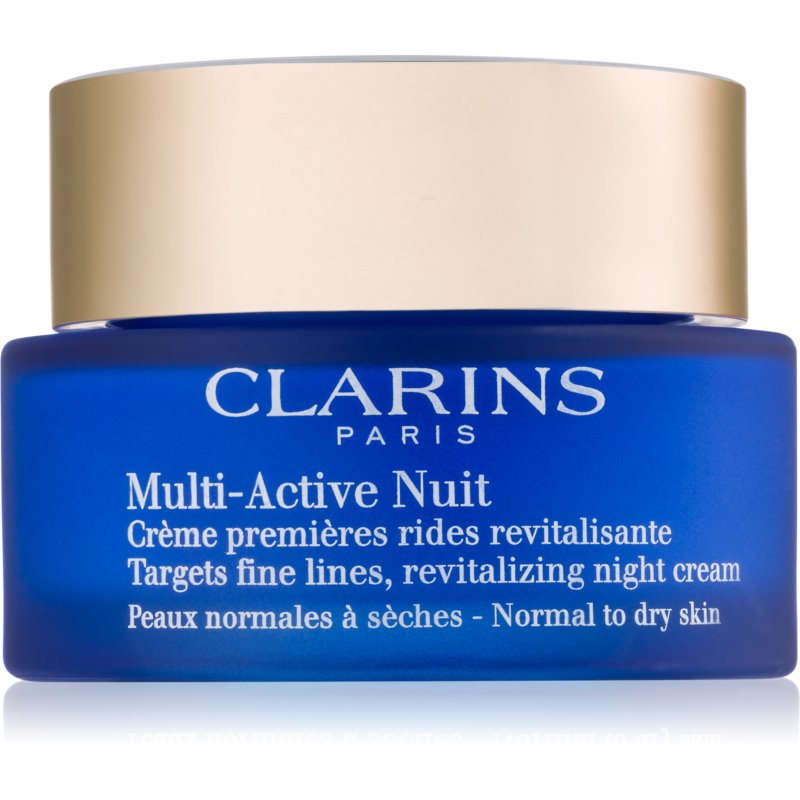 CLARINS
PARIS
Multi-Active Nuit
Crème premières rides revitalisante
Targets fine lines, revitalizing night cream
Peaux normales à sèches - Normal to dry skin